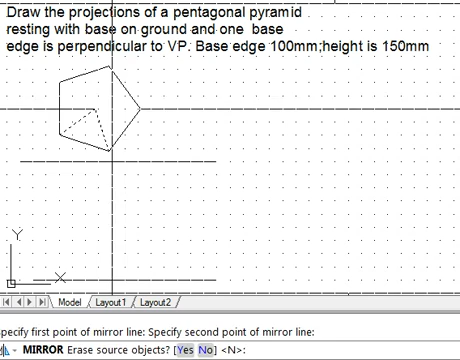 Draw the projections of a pentagonal pyramid
resting with base on ground and one base
edge is perpendicular to VP. Base edge 100mm;height is 150mm
Y
X
Model Layout1 Layout2
pecify first point of mirror line: Specify second point of mirror line:
MIRROR Erase source objects? [Yes No] <N>: